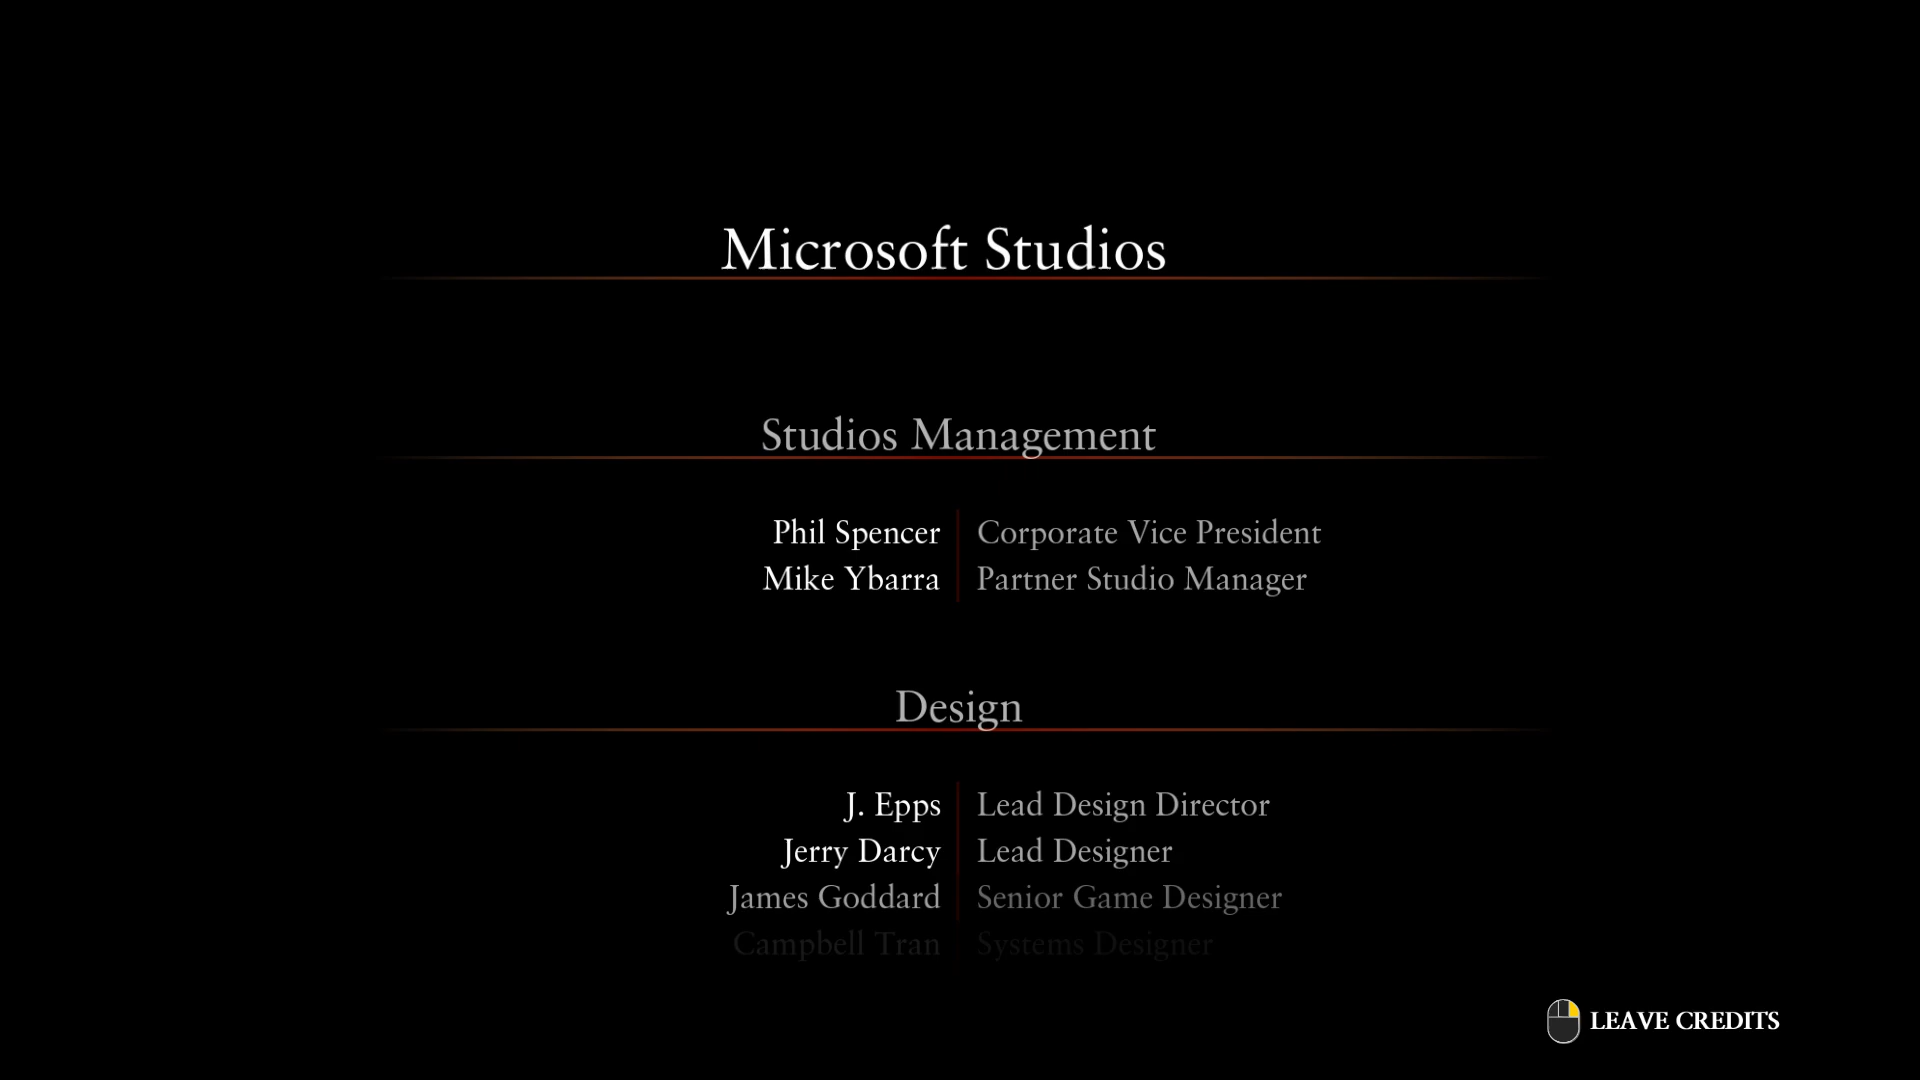 Microsoft Studios
Studios Management
Phil Spencer Corporate Vice President
Mike Ybarra Partner Studio Manager
Design
J. Epps Lead Design Director
Jerry Darcy Lead Designer
James Goddard Senior Game Designer
Campbell Tran Systems Designer
LEAVE CREDITS